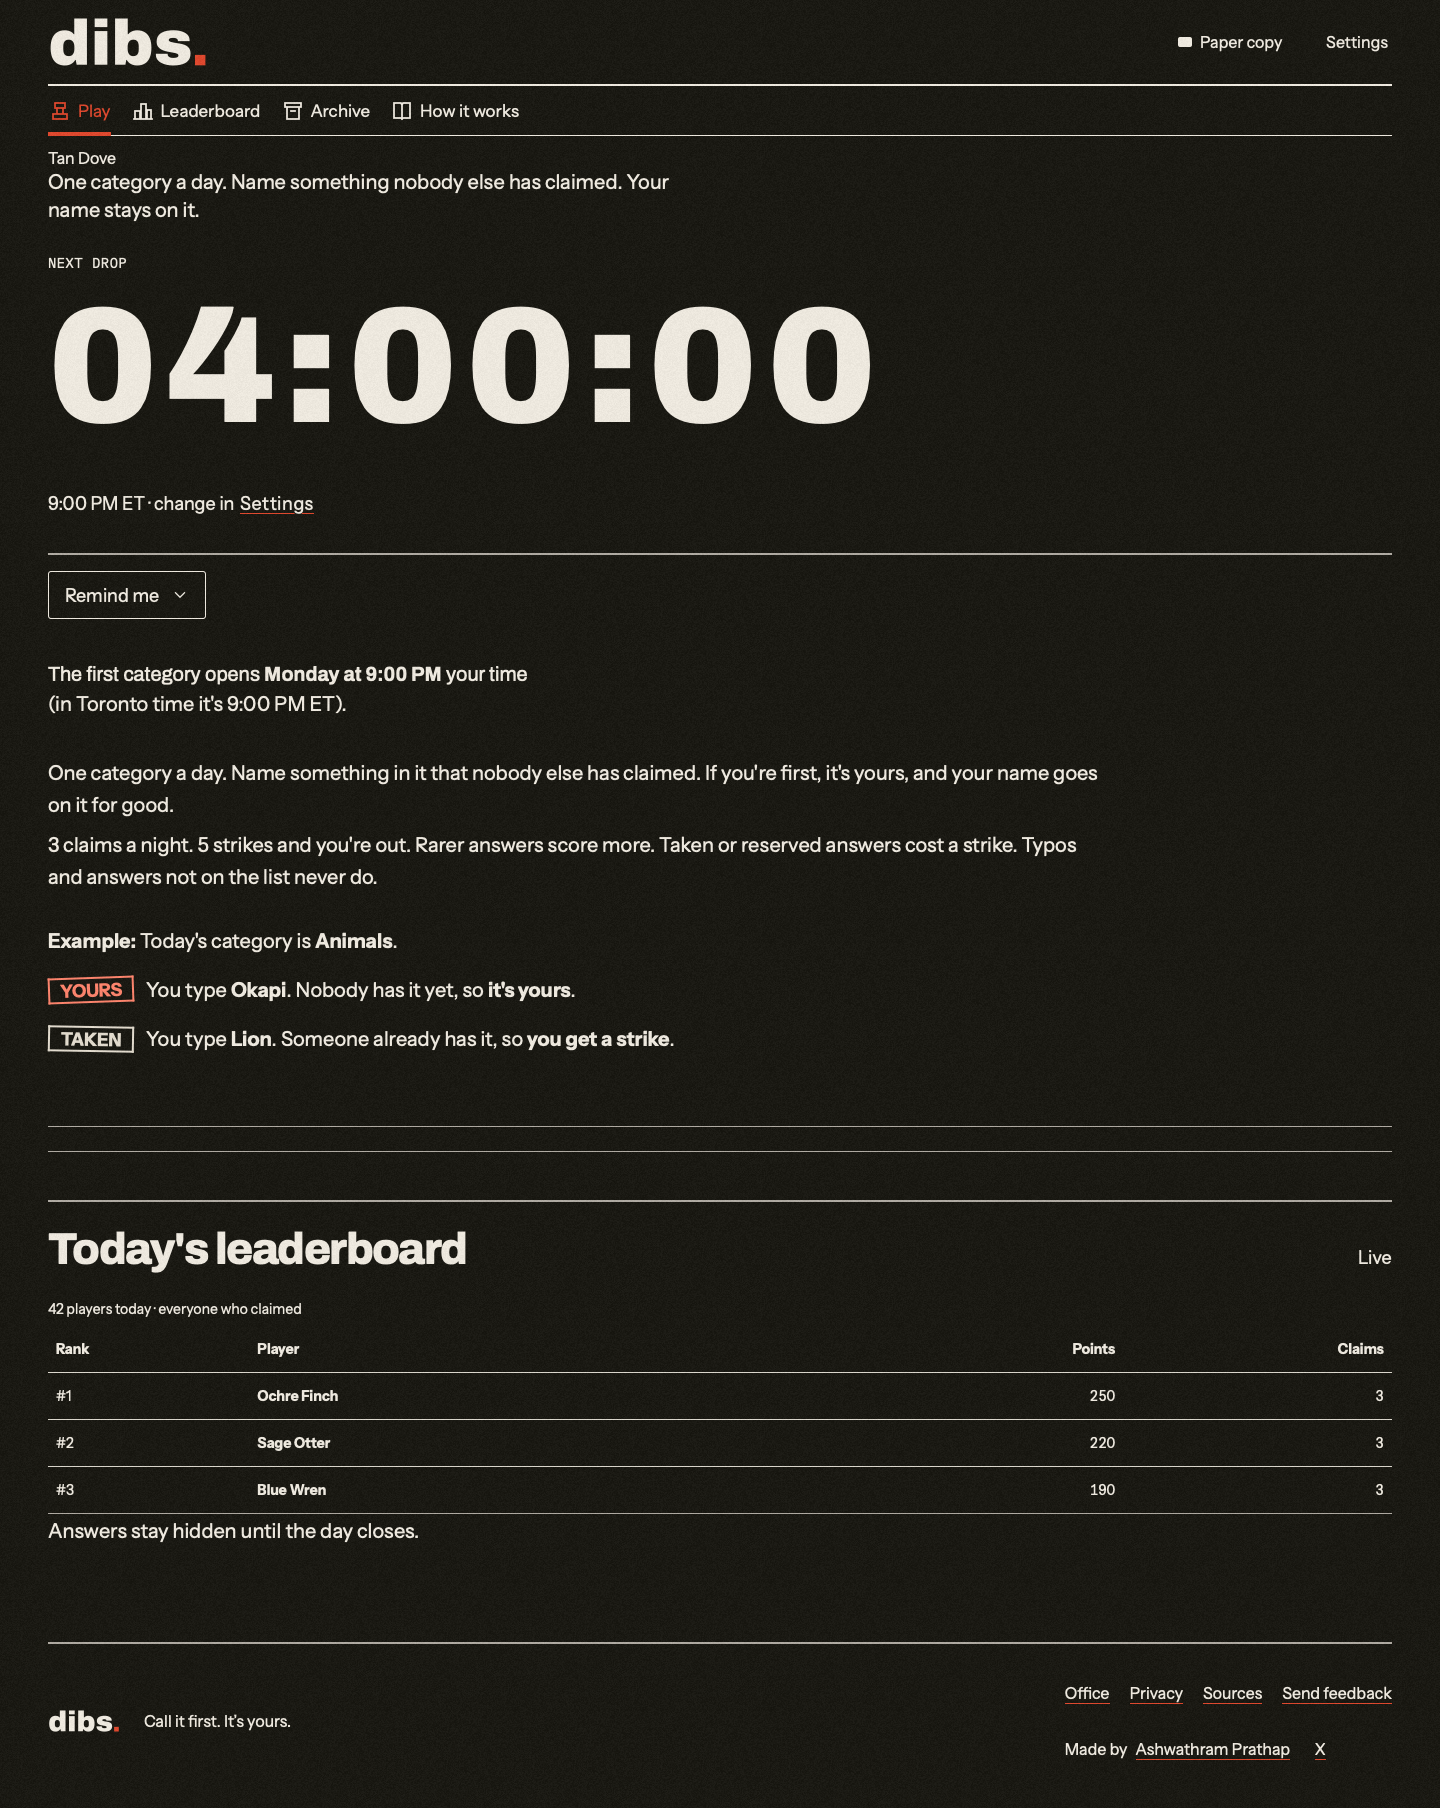 dibs.
Paper copy Settings
Play Leaderboard Archive How it works
Tan Dove
One category a day. Name something nobody else has claimed. Your
name stays on it.
NEXT DROP
04:00:00
9:00 PM ET · change in Settings
Remind me
The first category opens Monday at 9:00 PM your time
(in Toronto time it's 9:00 PM ET).
One category a day. Name something in it that nobody else has claimed. If you're first, it's yours, and your name goes
on it for good.
3 claims a night. 5 strikes and you're out. Rarer answers score more. Taken or reserved answers cost a strike. Typos
and answers not on the list never do.
Example: Today's category is Animals.
YOURS You type Okapi. Nobody has it yet, so it's yours.
TAKEN You type Lion. Someone already has it, so you get a strike.
Today's leaderboard
Live
42 players today · everyone who claimed
Rank Player Points Claims
#1 Ochre Finch 250 3
#2 Sage Otter 220 3
#3 Blue Wren 190 3
Answers stay hidden until the day closes.
Office Privacy Sources Send feedback
dibs. Call it first. It's yours.
Made by Ashwathram Prathap X